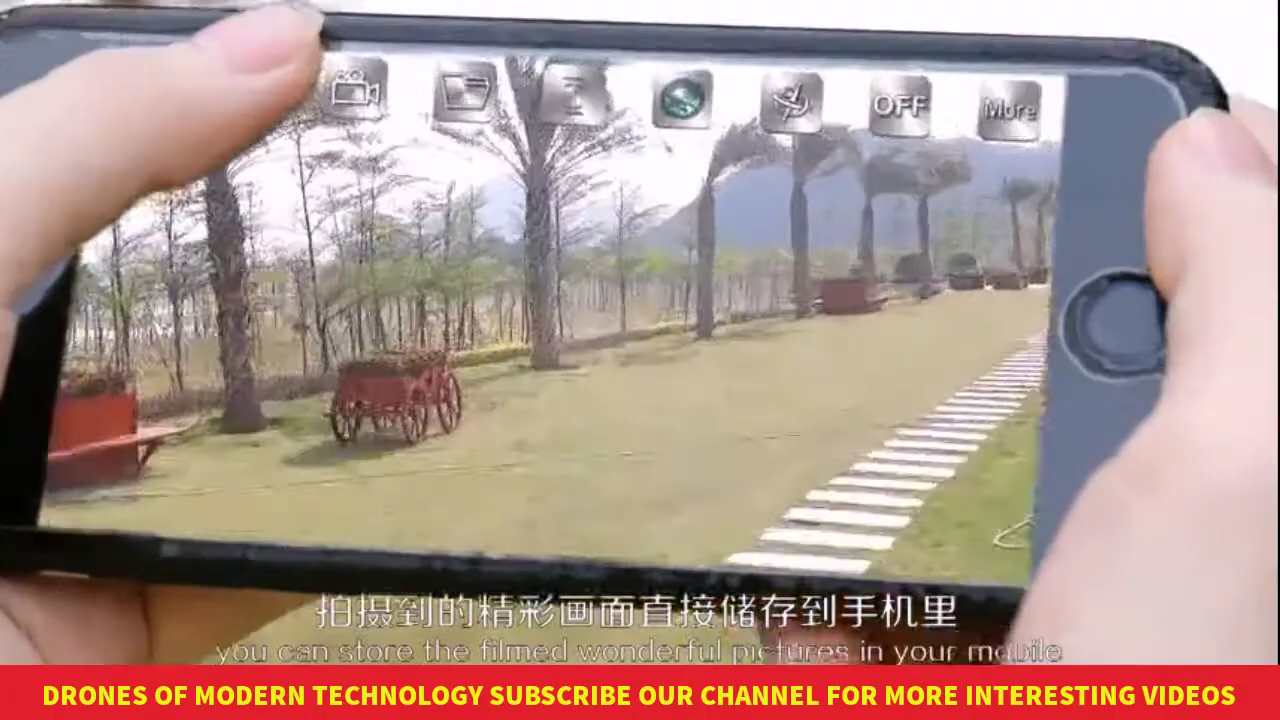 OFF
More
拍摄到的精彩画面直接储存到手机里
you can store the filmed wonderful pictures in your mobile
DRONES OF MODERN TECHNOLOGY SUBSCRIBE OUR CHANNEL FOR MORE INTERESTING VIDEOS